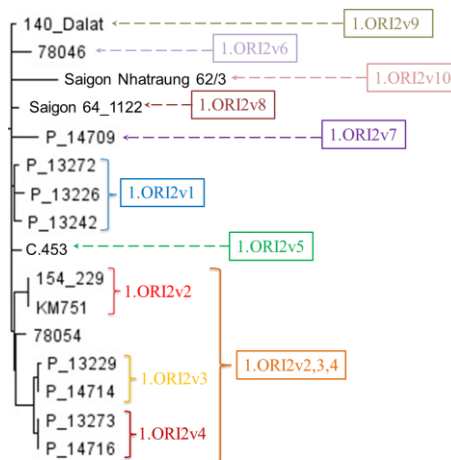 140_Dalat 1.ORI2v9
78046 1.ORI2v6
Saigon Nhatraung 62/3 1.ORI2v10
Saigon 64_1122 1.ORI2v8
P_14709 1.ORI2v7
P_13272
P_13226 1.ORI2v1
P_13242
C.453 1.ORI2v5
154_229
1.ORI2v2
KM751
78054
1.ORI2v2,3,4
P_13229
1.ORI2v3
P_14714
P_13273
1.ORI2v4
P_14716